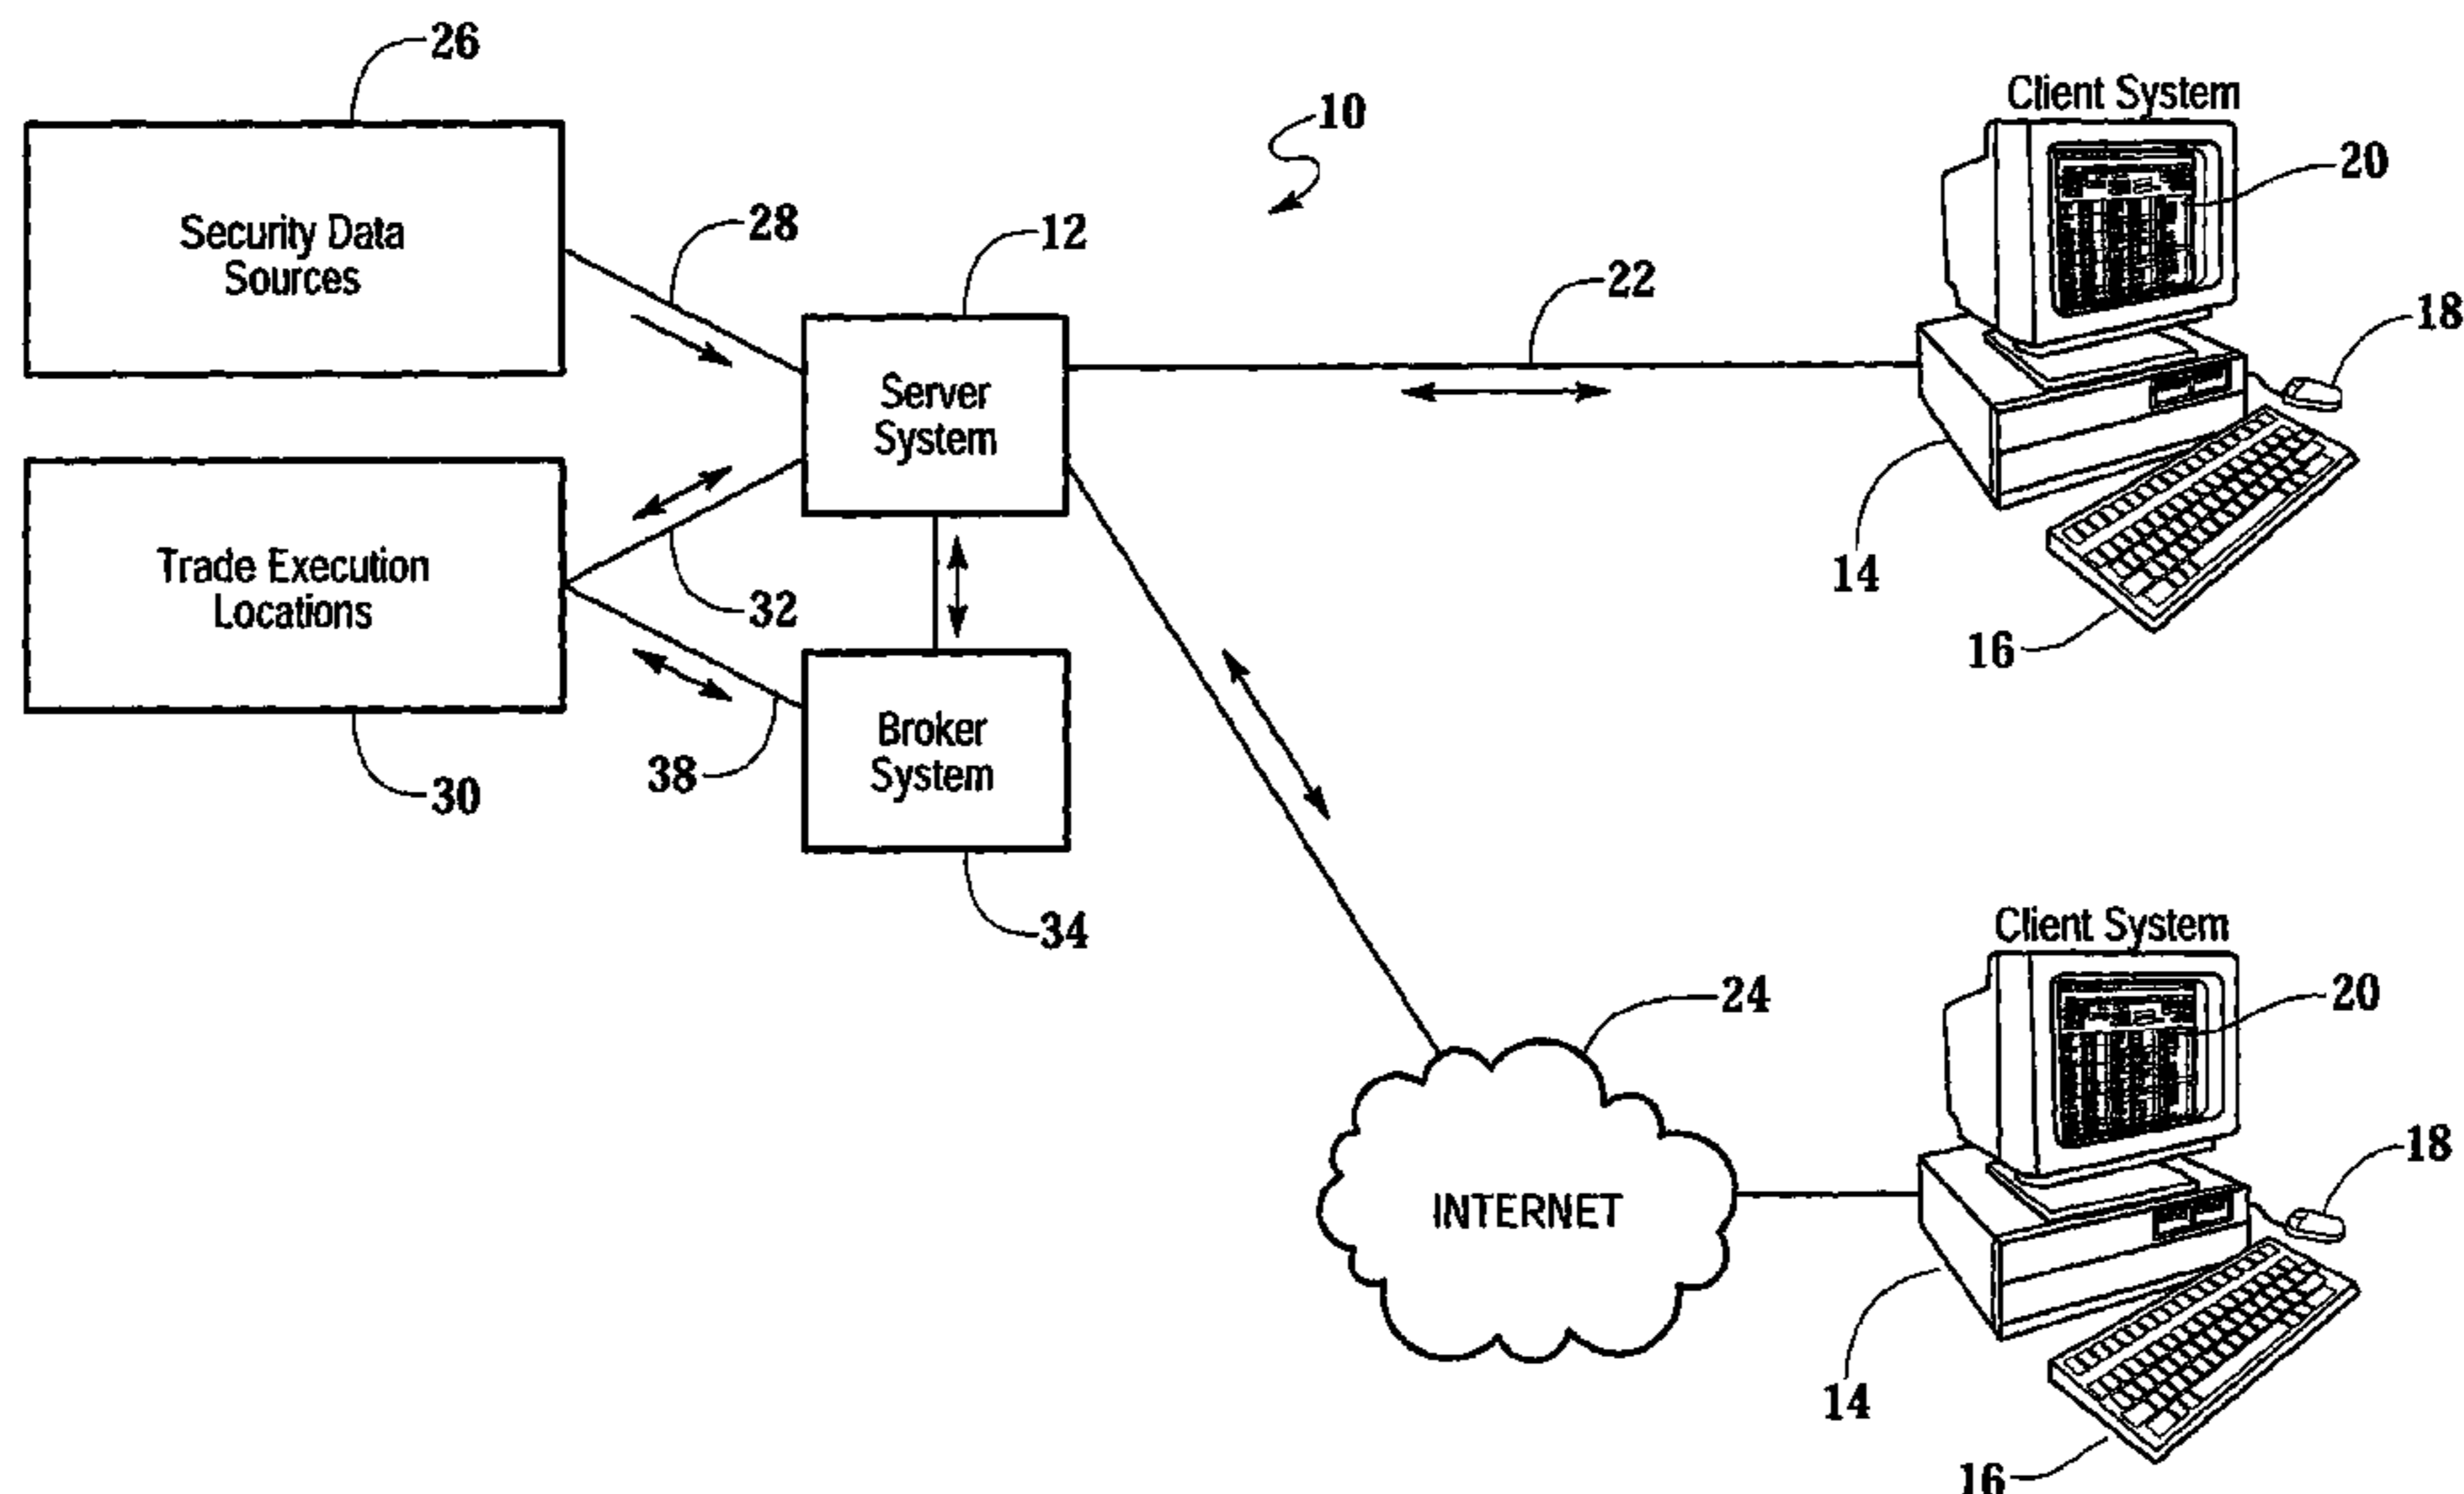 26
10
Client System
20
Security Data
Sources
28
12
22
18
Server
System
14
16
Trade Execution
Locations
32
38
30
Broker
System
34
Client System
24
20
18
INTERNET
14
16